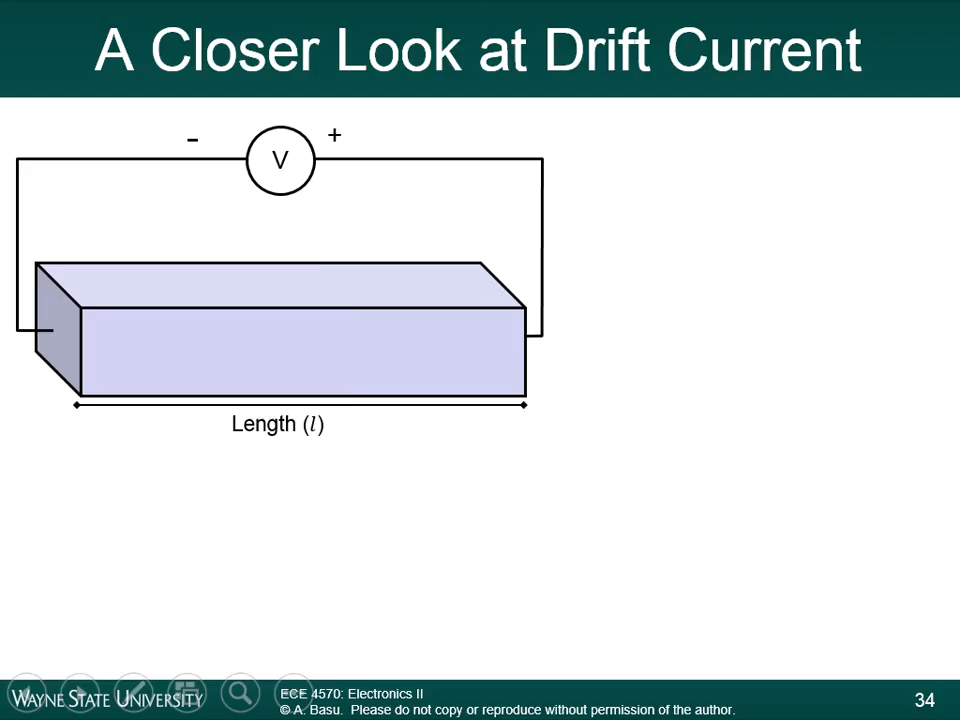 A Closer Look at Drift Current
- V +
Length (l)
WAYNE STATE UNIVERSITY
ECE 4570: Electronics II
© A. Basu. Please do not copy or reproduce without permission of the author.
34